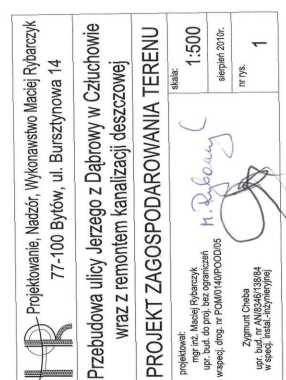 Projektowanie, Nadzór, Wykonawstwo Maciej Rybarczyk
77-100 Bytów, ul. Bursztynowa 14
Przebudowa ulicy Jerzego z Dąbrowy w Człuchowie
wraz z remontem kanalizacji deszczowej
PROJEKT ZAGOSPODAROWANIA TERENU
projektował:
mgr inż. Maciej Rybarczyk
upr. bud. do proj. bez ograniczeń
wspecj. drog. nr POM/0140/POOD/05
M. Rybarczyk
Zygmunt Cheba
upr. bud. nr AN/8346/138/84
w specj. instal.-inżynieryjnej
skala:
1:500
sierpień 2010r.
nr rys.
1